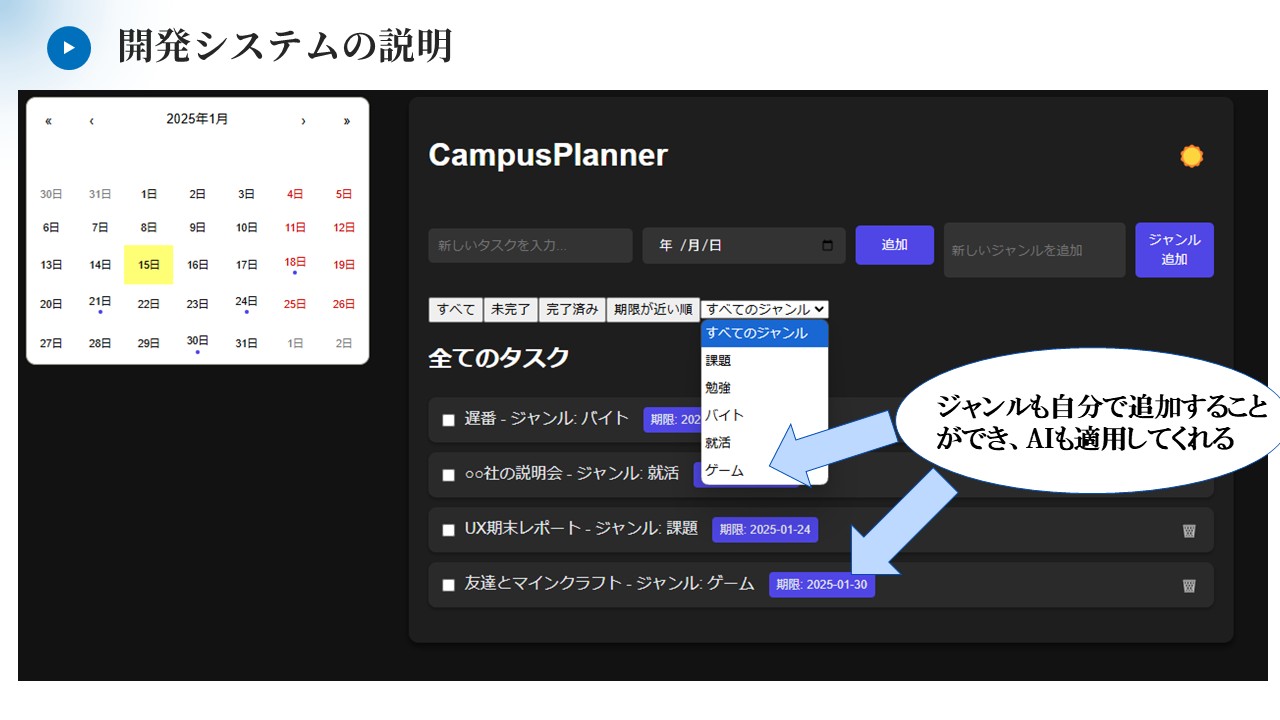 開発システムの説明
« ‹ 2025年1月 › »
30日 31日 1日 2日 3日 4日 5日
6日 7日 8日 9日 10日 11日 12日
13日 14日 15日 16日 17日 18日 19日
20日 21日 22日 23日 24日 25日 26日
27日 28日 29日 30日 31日 1日 2日
CampusPlanner
新しいタスクを入力... 年 /月/日 追加 新しいジャンルを追加 ジャンル
追加
すべて 未完了 完了済み 期限が近い順 すべてのジャンル
すべてのジャンル
課題
勉強
バイト
就活
ゲーム
全てのタスク
遅番 - ジャンル: バイト 期限: 202
○○社の説明会 - ジャンル: 就活
UX期末レポート - ジャンル: 課題 期限: 2025-01-24
友達とマインクラフト - ジャンル: ゲーム 期限: 2025-01-30
ジャンルも自分で追加すること
ができ、AIも適用してくれる